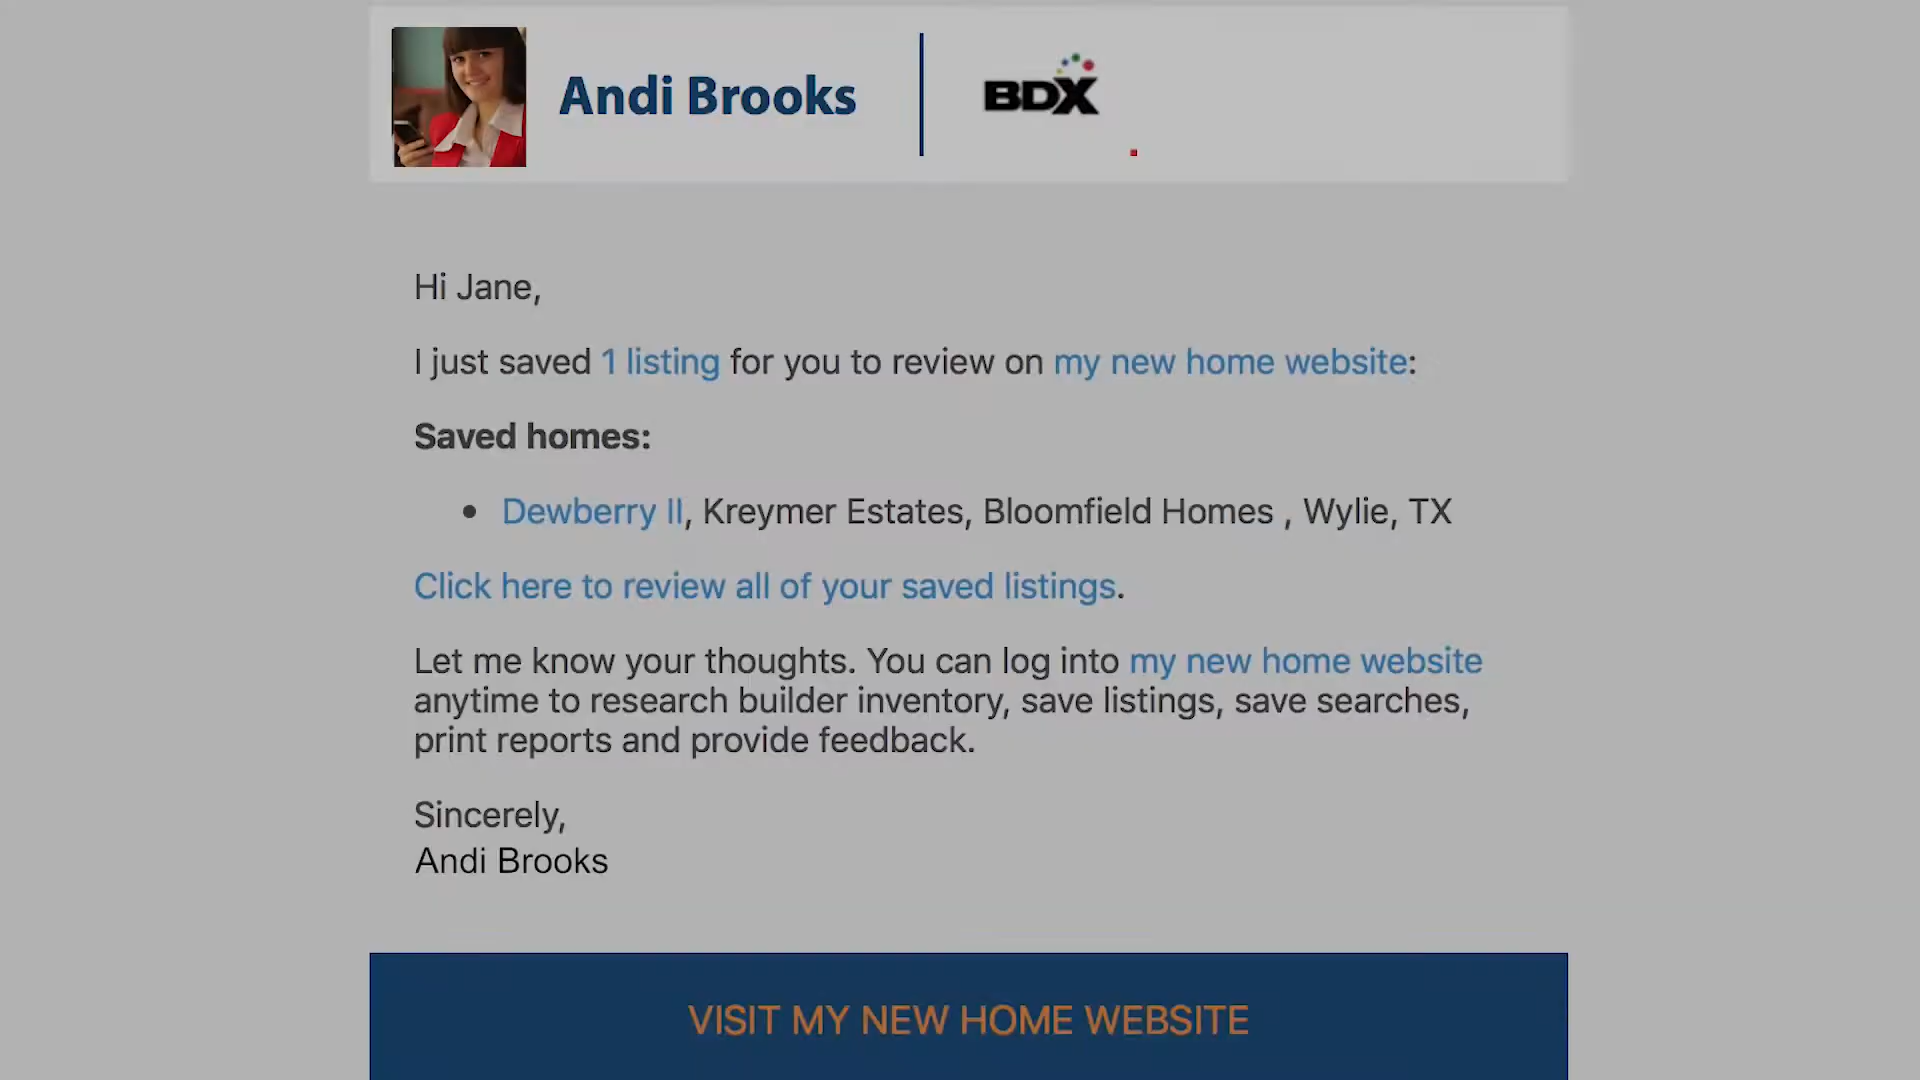 Andi Brooks
BDX
Hi Jane,
I just saved 1 listing for you to review on my new home website:
Saved homes:
• Dewberry II, Kreymer Estates, Bloomfield Homes , Wylie, TX
Click here to review all of your saved listings.
Let me know your thoughts. You can log into my new home website
anytime to research builder inventory, save listings, save searches,
print reports and provide feedback.
Sincerely,
Andi Brooks
VISIT MY NEW HOME WEBSITE